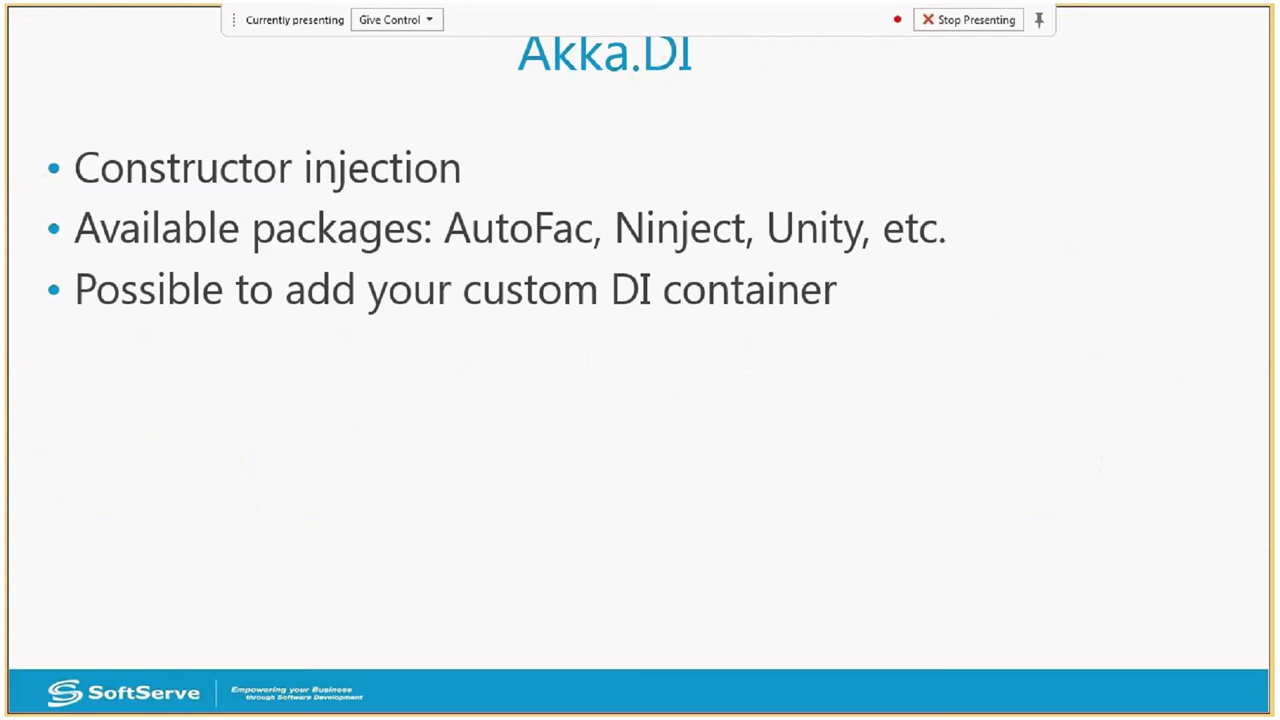 Currently presenting Give Control Stop Presenting
Akka.DI
• Constructor injection
• Available packages: AutoFac, Ninject, Unity, etc.
• Possible to add your custom DI container
SoftServe
Empowering your Business
through Software Development